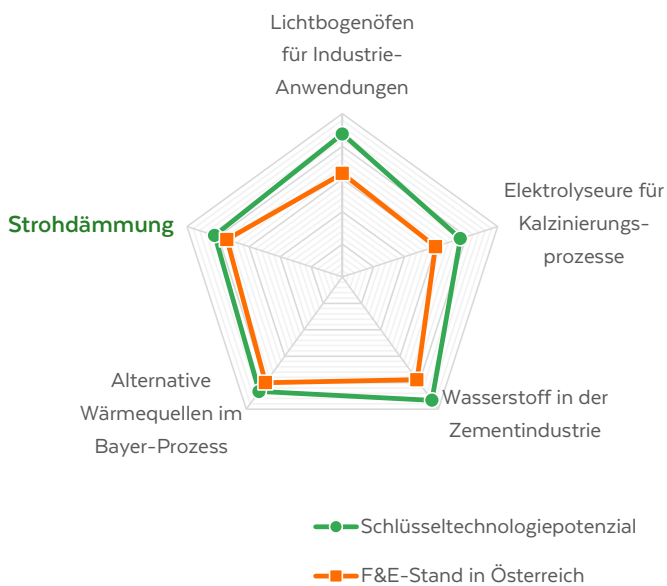 Lichtbogenöfen
für Industrie-
Anwendungen
Elektrolyseure für
Kalzinierungs-
prozesse
Strohdämmung
Alternative
Wärmequellen im
Bayer-Prozess
Wasserstoff in der
Zementindustrie
Schlüsseltechnologiepotenzial
F&E-Stand in Österreich